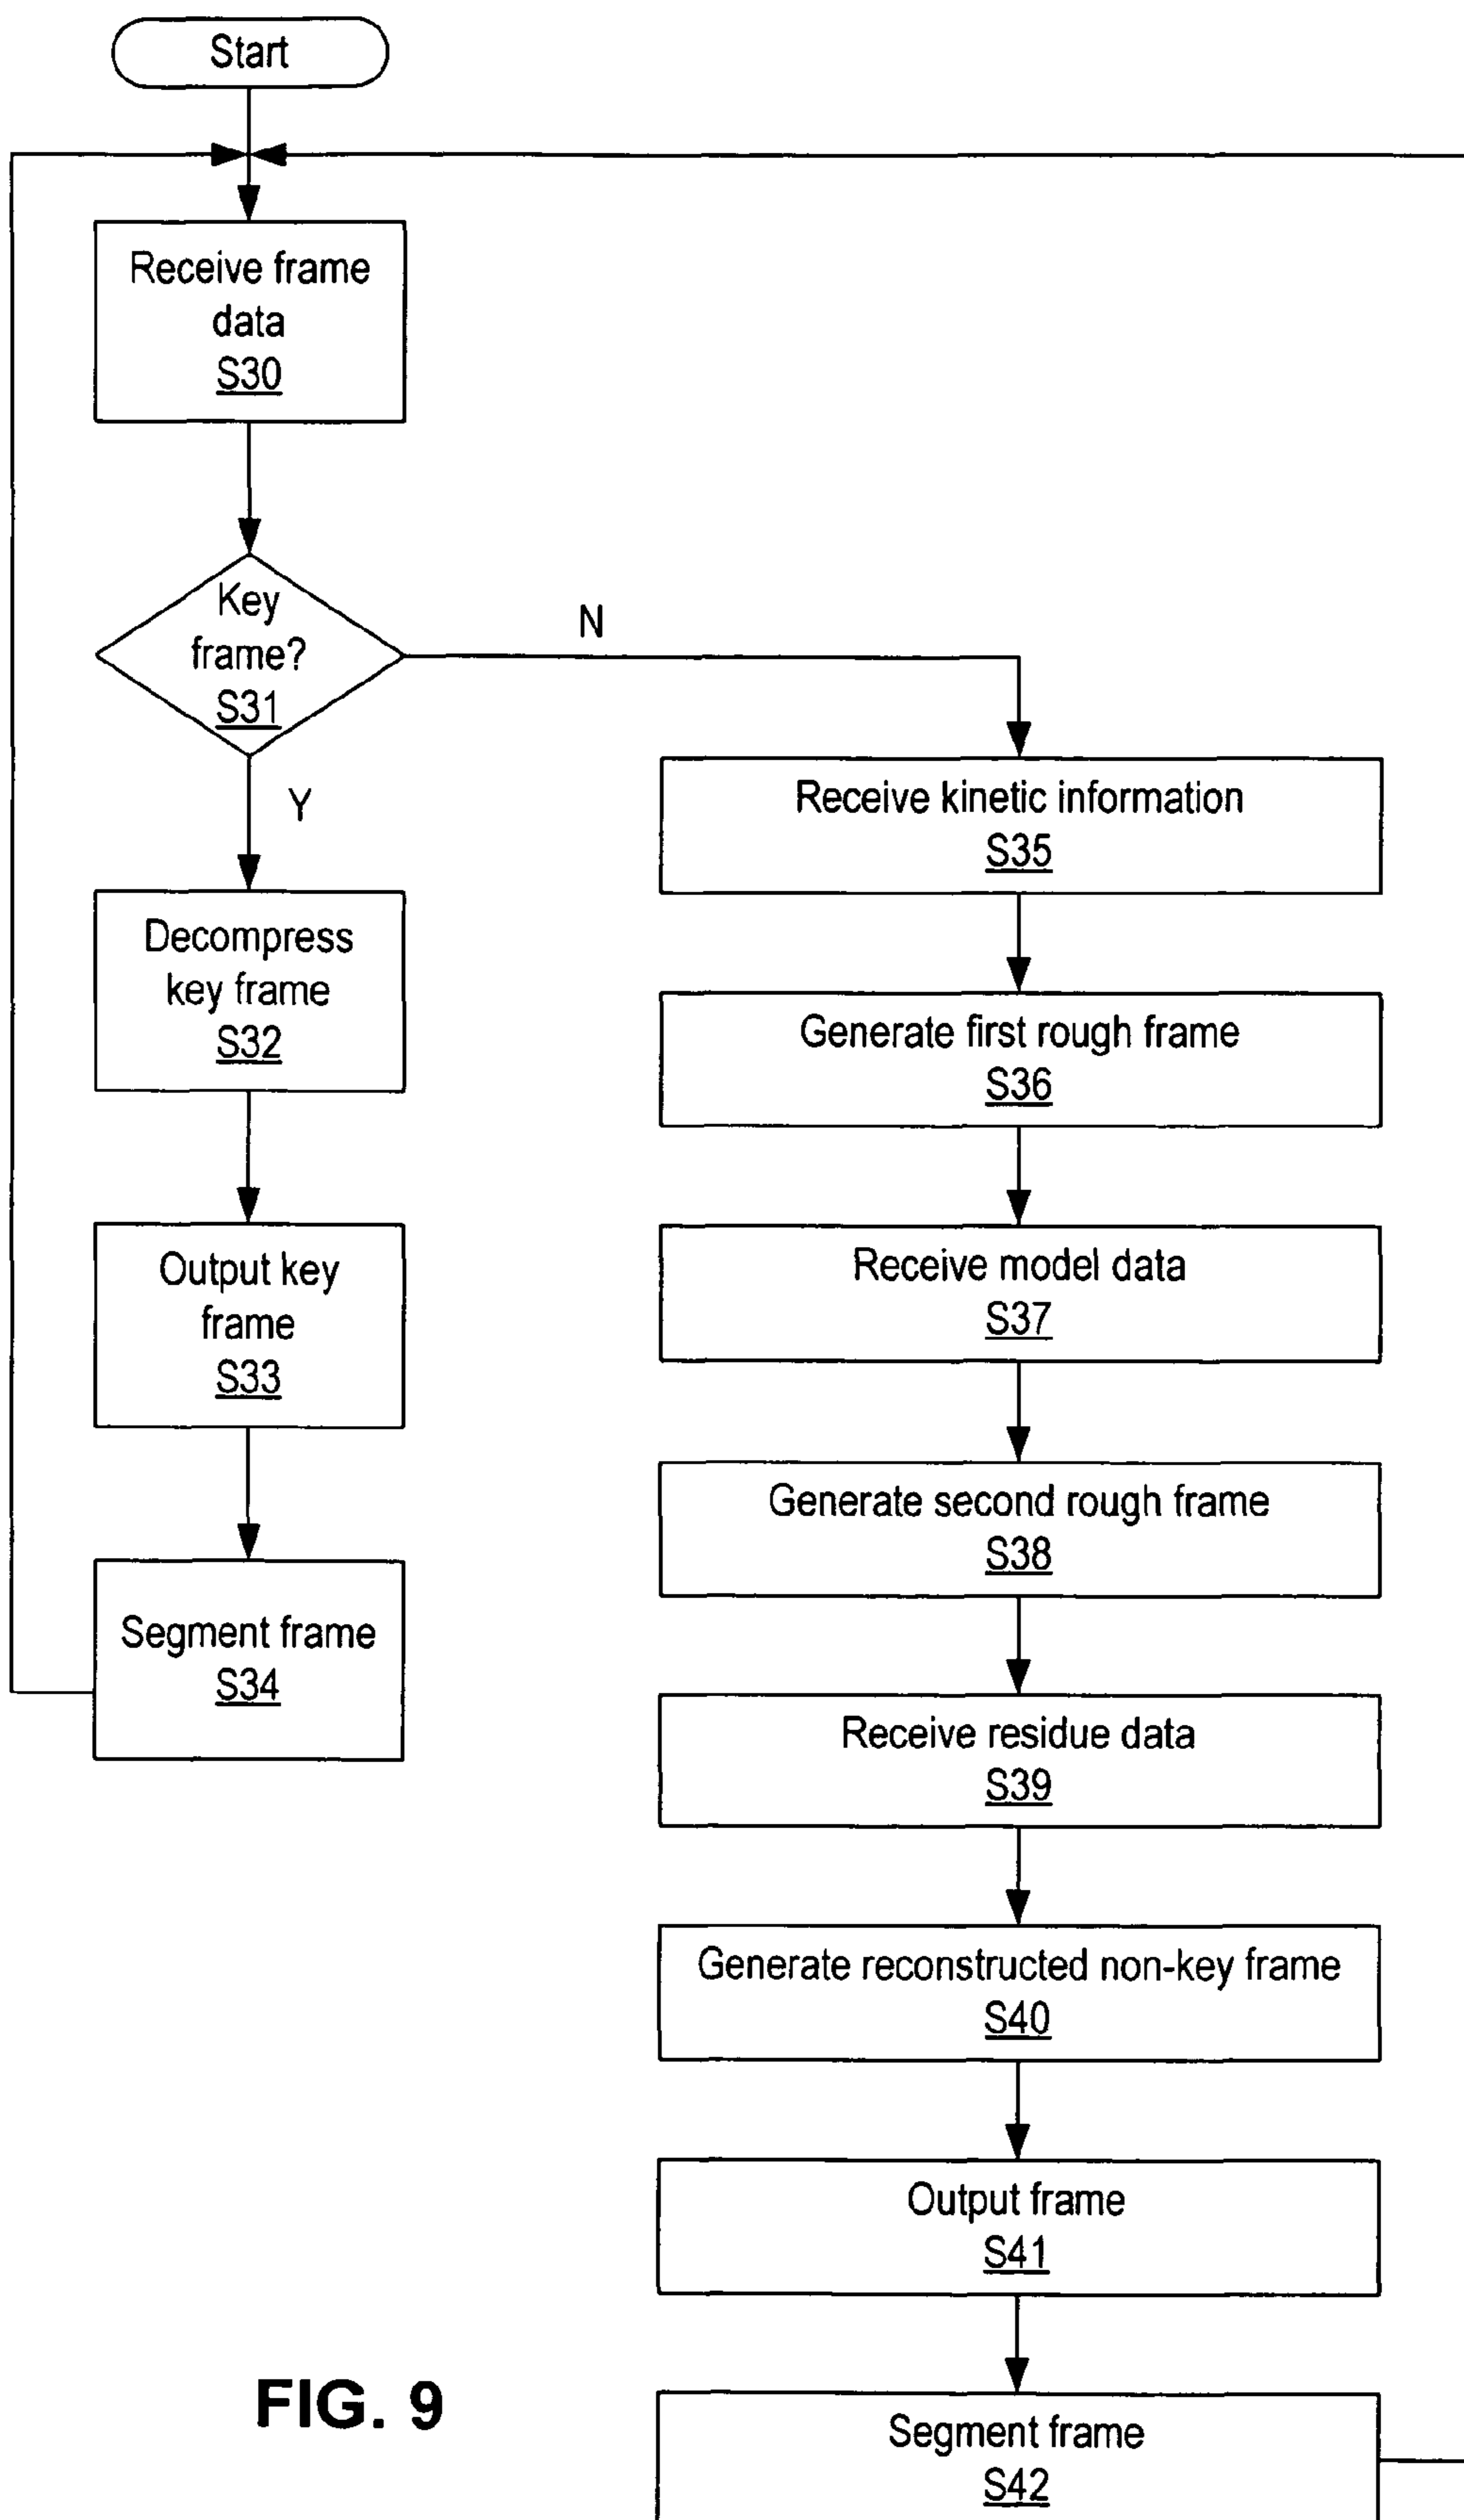 Start
Receive frame
data
S30
Key
frame?
S31
N
Y
Decompress
key frame
S32
Output key
frame
S33
Segment frame
S34
Receive kinetic information
S35
Generate first rough frame
S36
Receive model data
S37
Generate second rough frame
S38
Receive residue data
S39
Generate reconstructed non-key frame
S40
Output frame
S41
Segment frame
S42
FIG. 9